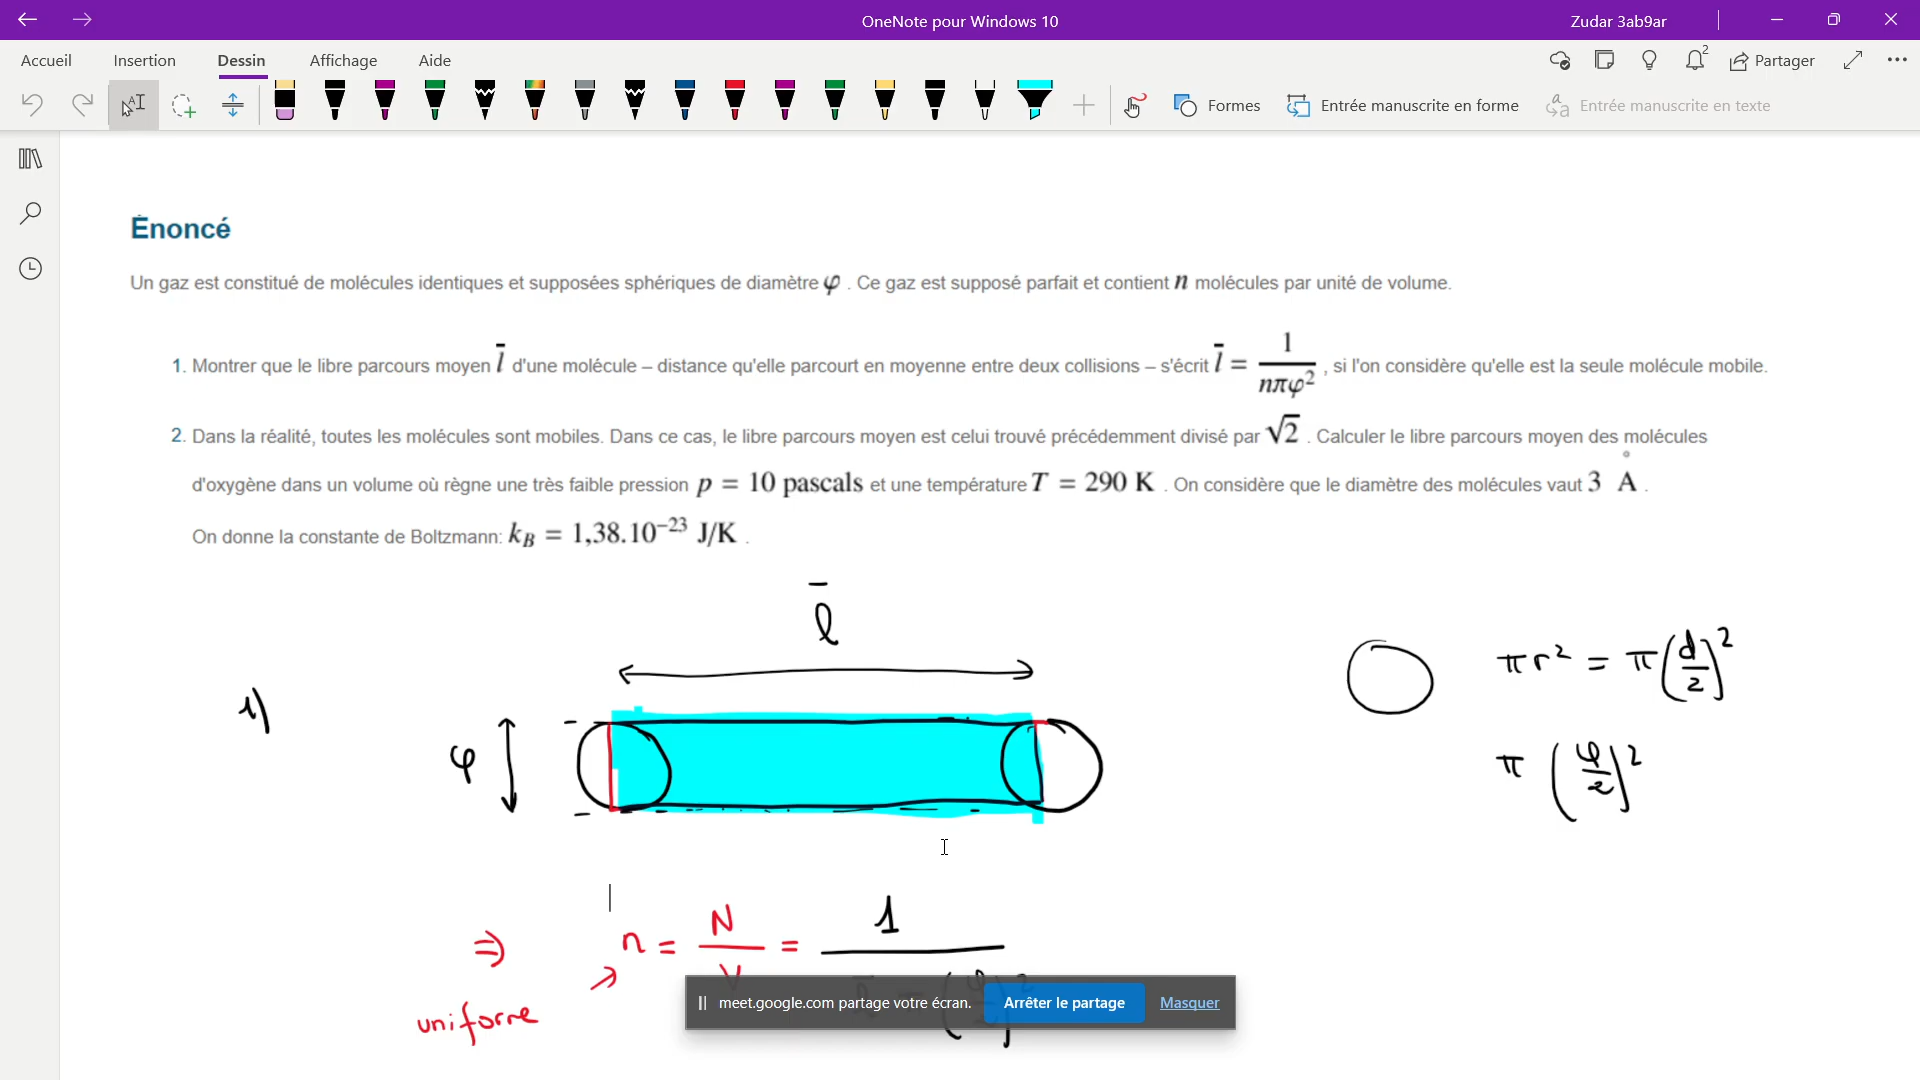 OneNote pour Windows 10
Zudar 3ab9ar
Accueil Insertion Dessin Affichage Aide
2
Partager
Formes
Entrée manuscrite en forme
Entrée manuscrite en texte
Énoncé
Un gaz est constitué de molécules identiques et supposées sphériques de diamètre φ . Ce gaz est supposé parfait et contient n molécules par unité de volume.
1. Montrer que le libre parcours moyen l̄ d'une molécule – distance qu'elle parcourt en moyenne entre deux collisions – s'écrit l̄ = 1/(nπφ²) , si l'on considère qu'elle est la seule molécule mobile.
2. Dans la réalité, toutes les molécules sont mobiles. Dans ce cas, le libre parcours moyen est celui trouvé précédemment divisé par √2 . Calculer le libre parcours moyen des molécules
d'oxygène dans un volume où règne une très faible pression p = 10 pascals et une température T = 290 K . On considère que le diamètre des molécules vaut 3 Å .
On donne la constante de Boltzmann: k_B = 1,38.10⁻²³ J/K .
l̄
πr² = π(d/2)²
1)
φ
π (φ/2)²
⇒ n = N/V = 1
uniforme
meet.google.com partage votre écran.
Arrêter le partage
Masquer